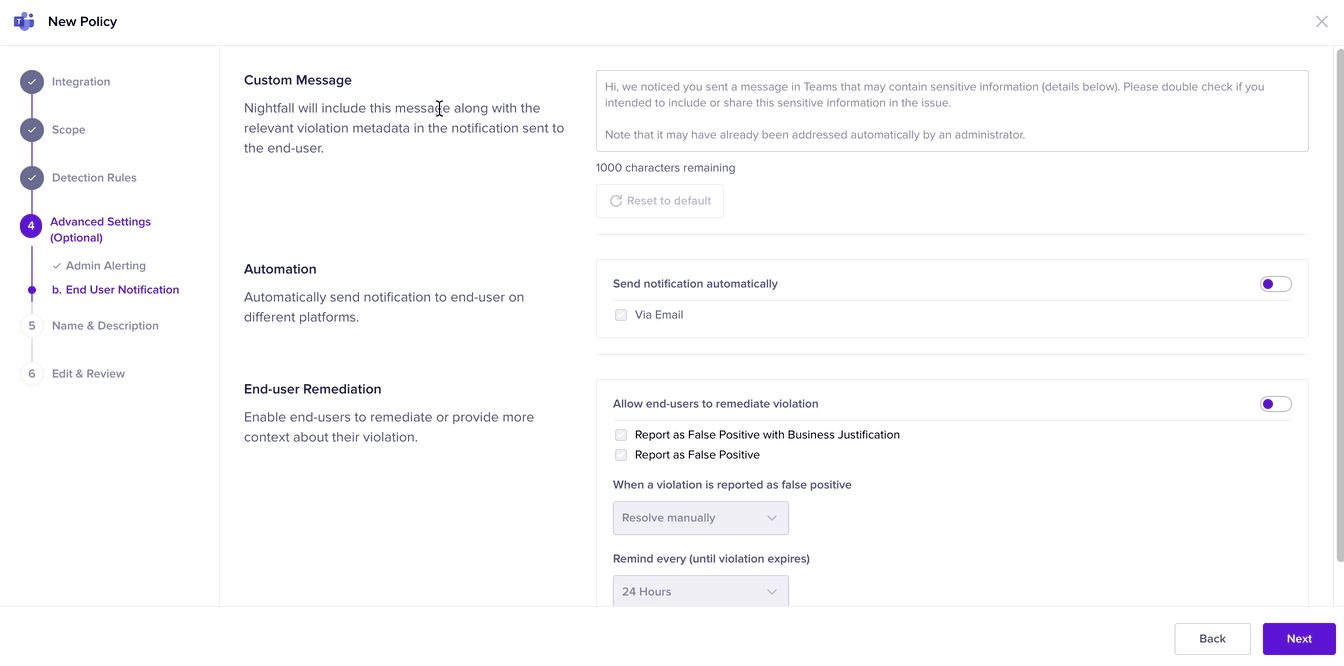 New Policy
Integration
Scope
Detection Rules
4
Advanced Settings
(Optional)
Admin Alerting
b. End User Notification
5
Name & Description
6
Edit & Review
Custom Message
Nightfall will include this message along with the
relevant violation metadata in the notification sent to
the end-user.
Hi, we noticed you sent a message in Teams that may contain sensitive information (details below). Please double check if you
intended to include or share this sensitive information in the issue.
Note that it may have already been addressed automatically by an administrator.
1000 characters remaining
Reset to default
Automation
Automatically send notification to end-user on
different platforms.
Send notification automatically
Via Email
End-user Remediation
Enable end-users to remediate or provide more
context about their violation.
Allow end-users to remediate violation
Report as False Positive with Business Justification
Report as False Positive
When a violation is reported as false positive
Resolve manually
Remind every (until violation expires)
24 Hours
Back
Next